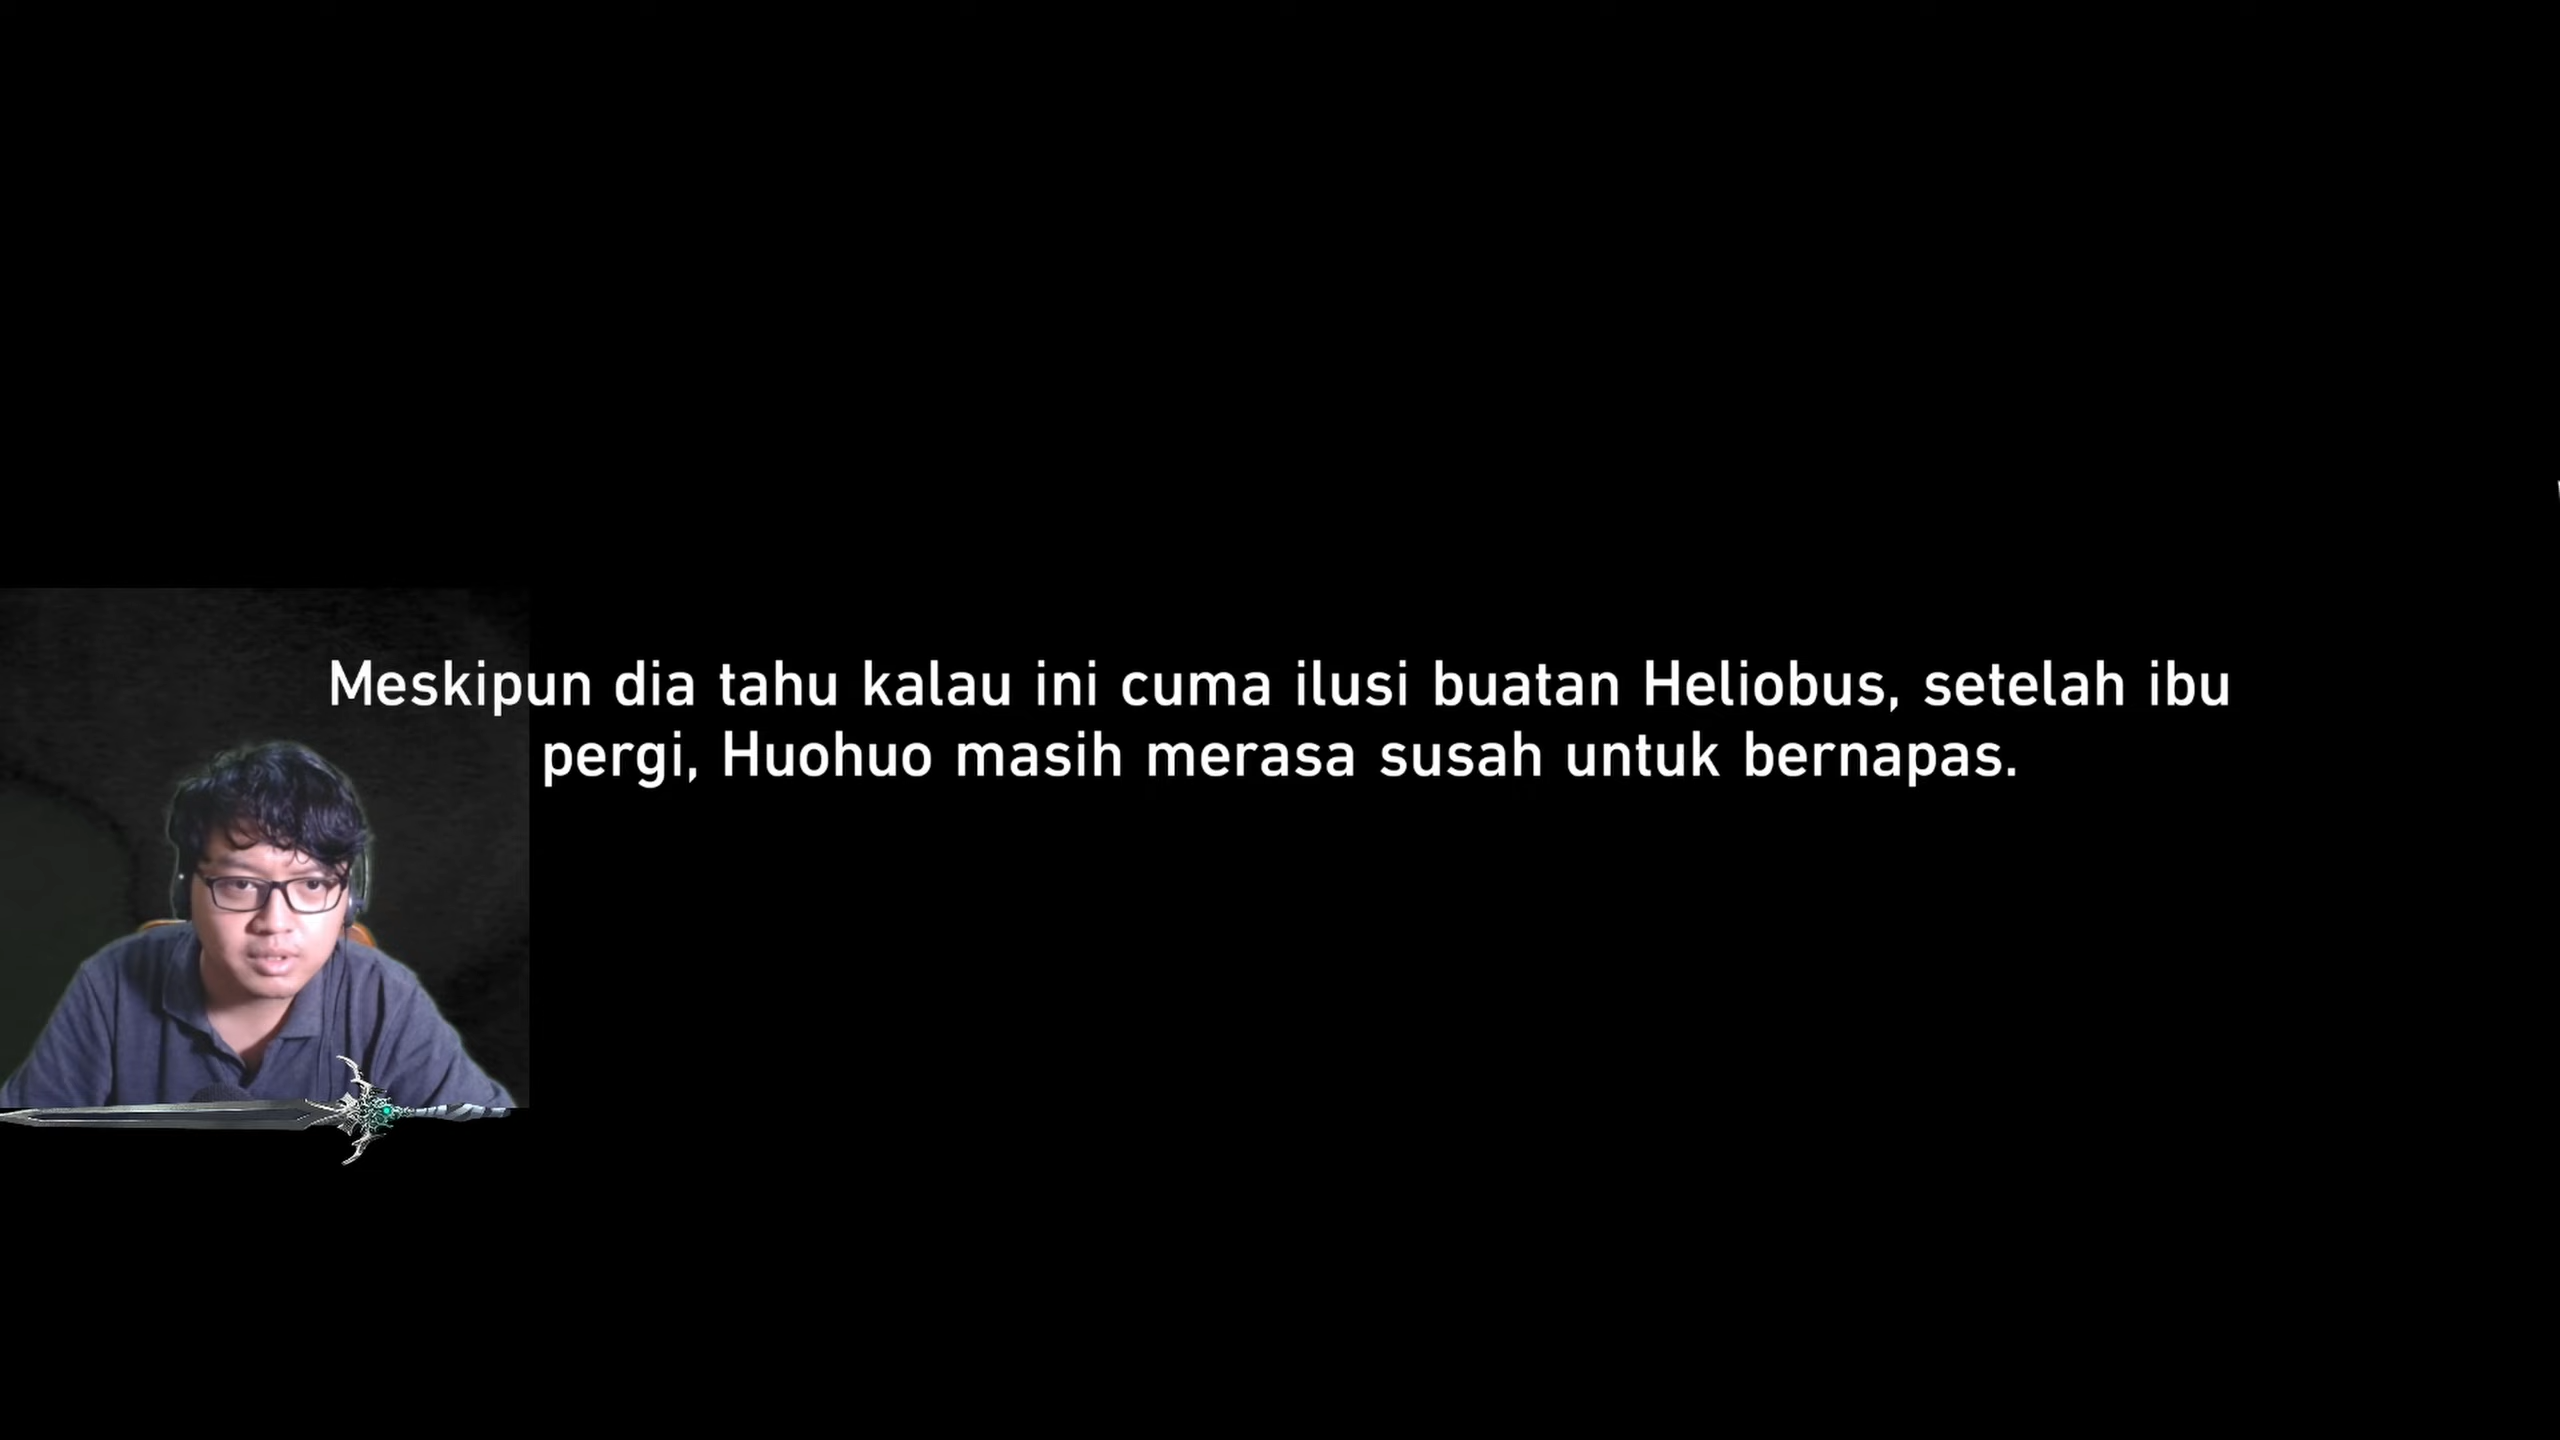 Meskipun dia tahu kalau ini cuma ilusi buatan Heliobus, setelah ibu
pergi, Huohuo masih merasa susah untuk bernapas.